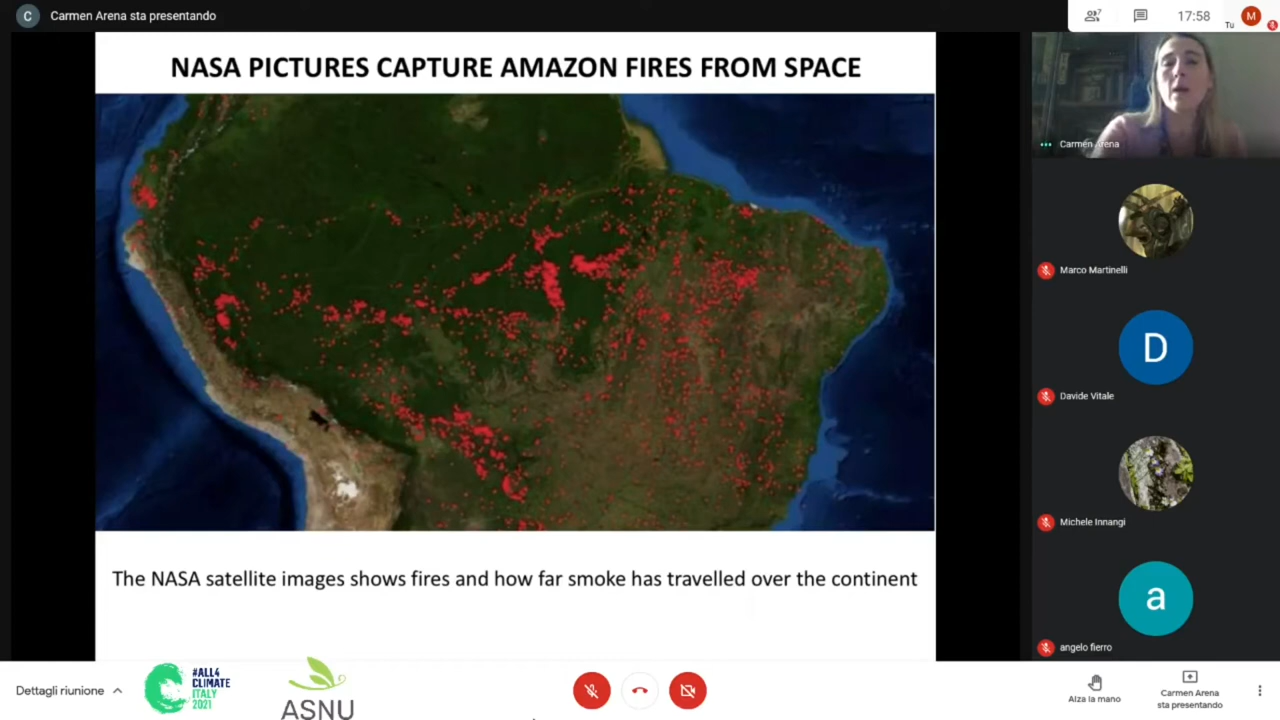 C
Carmen Arena sta presentando
7
17:58
Tu
M
NASA PICTURES CAPTURE AMAZON FIRES FROM SPACE
Carmen Arena
Marco Martinelli
D
Davide Vitale
Michele Innangi
a
angelo fierro
The NASA satellite images shows fires and how far smoke has travelled over the continent
Dettagli riunione
#ALL4
CLIMATE
ITALY
2021
ASNU
Alza la mano
Carmen Arena
sta presentando